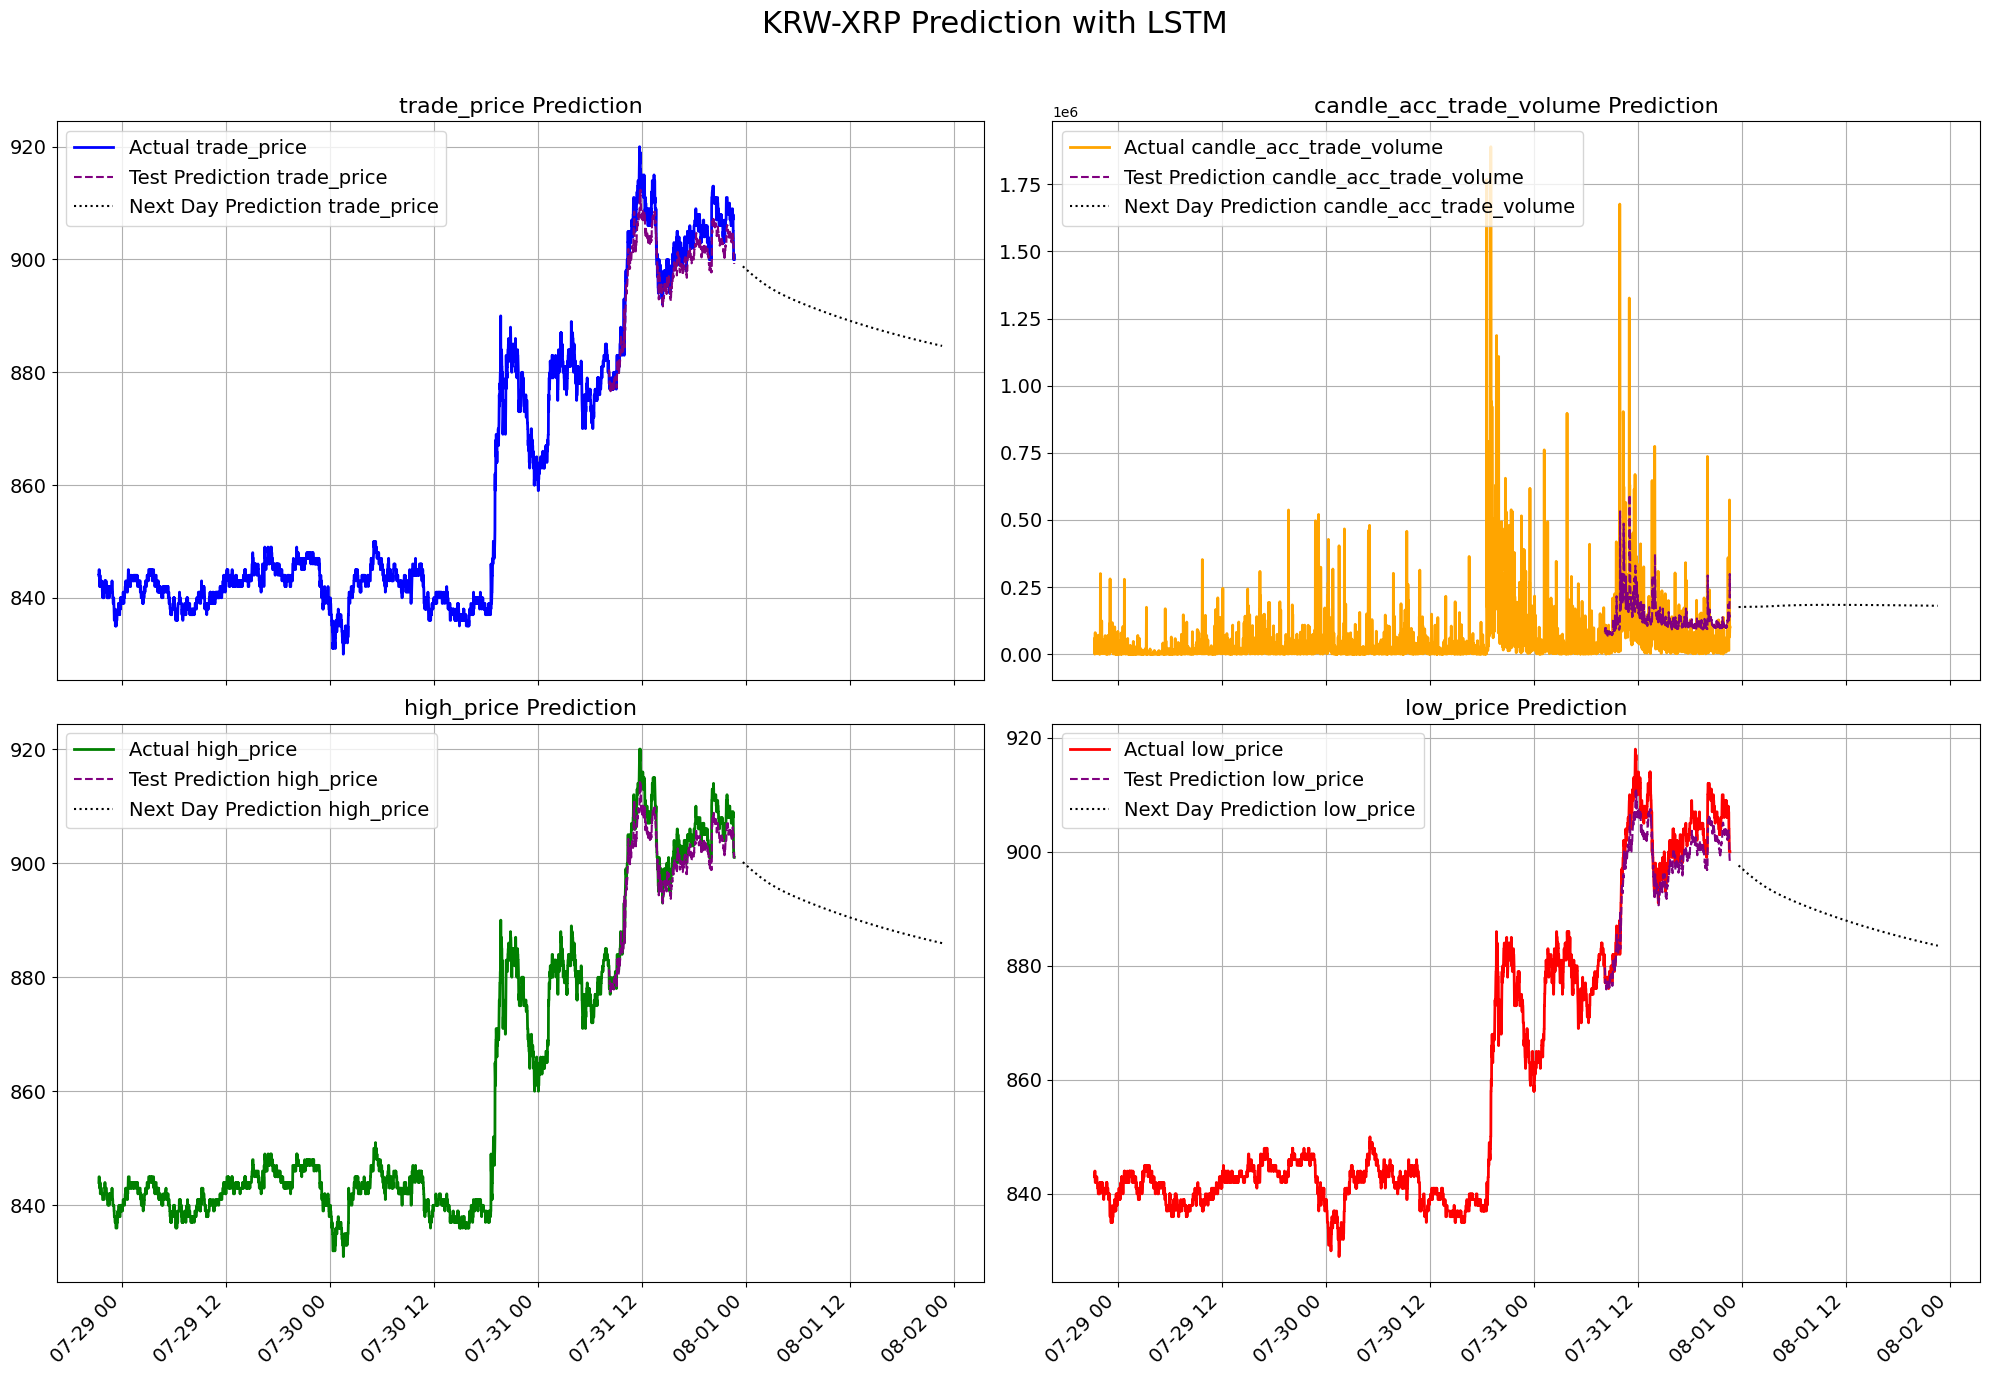 KRW-XRP Prediction with LSTM
trade_price Prediction
Actual trade_price
Test Prediction trade_price
Next Day Prediction trade_price
920
900
880
860
840
candle_acc_trade_volume Prediction
1e6
Actual candle_acc_trade_volume
Test Prediction candle_acc_trade_volume
Next Day Prediction candle_acc_trade_volume
1.75
1.50
1.25
1.00
0.75
0.50
0.25
0.00
high_price Prediction
Actual high_price
Test Prediction high_price
Next Day Prediction high_price
920
900
880
860
840
07-29 00
07-29 12
07-30 00
07-30 12
07-31 00
07-31 12
08-01 00
08-01 12
08-02 00
low_price Prediction
Actual low_price
Test Prediction low_price
Next Day Prediction low_price
920
900
880
860
840
07-29 00
07-29 12
07-30 00
07-30 12
07-31 00
07-31 12
08-01 00
08-01 12
08-02 00